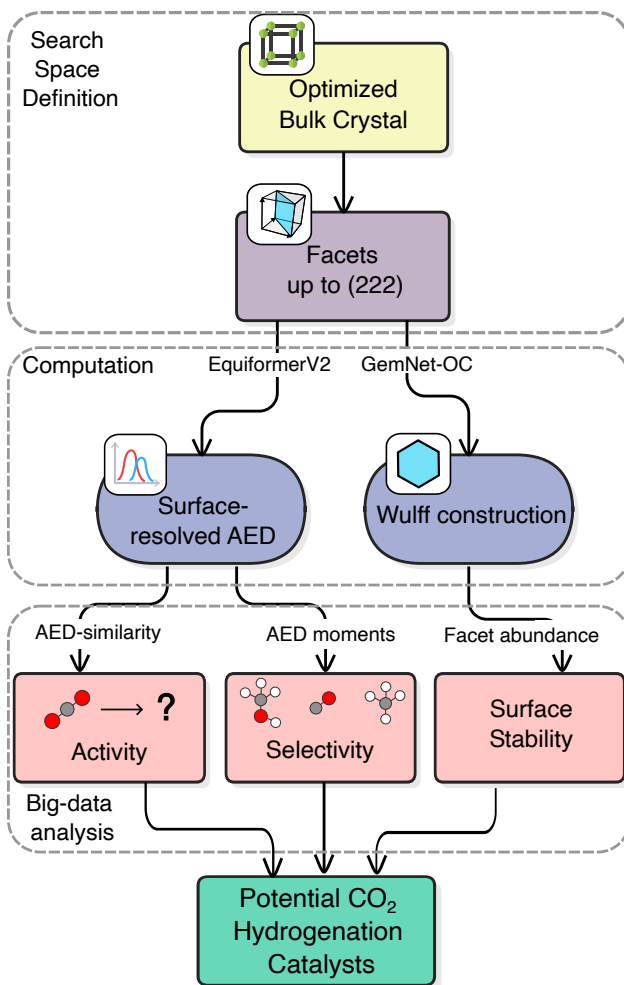 Search
Space
Definition
Optimized
Bulk Crystal
Facets
up to (222)
Computation
EquiformerV2
GemNet-OC
Surface-
resolved AED
Wulff construction
AED-similarity
AED moments
Facet abundance
?
Activity
Selectivity
Surface
Stability
Big-data
analysis
Potential CO₂
Hydrogenation
Catalysts